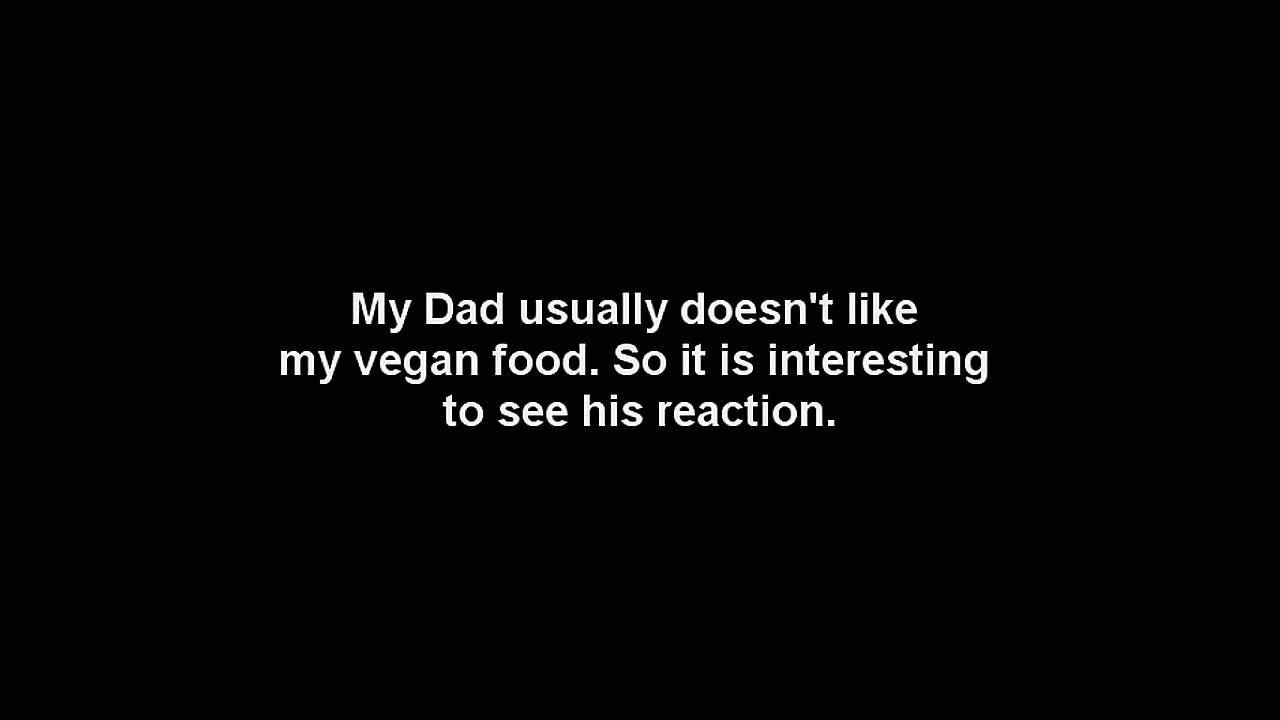 My Dad usually doesn't like
my vegan food. So it is interesting
to see his reaction.